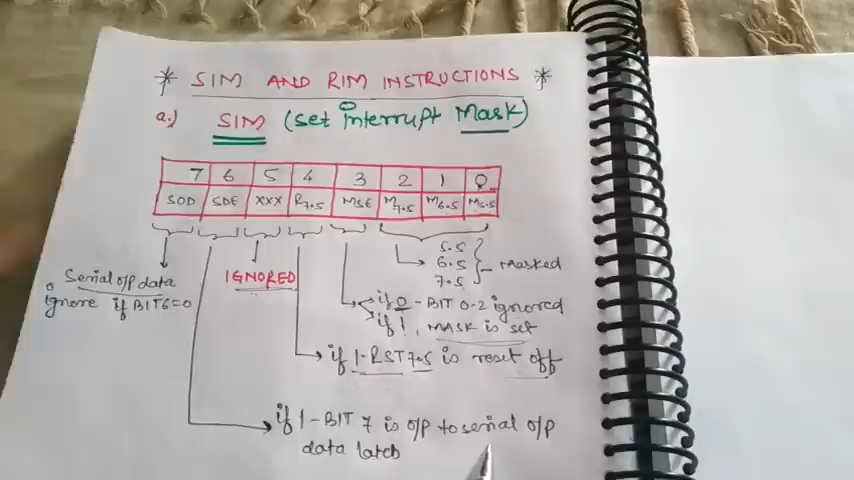 * SIM AND RIM INSTRUCTIONS *
a.) SIM (set interrupt Mask)
7 6 5 4 3 2 1 0
SOD SDE XXX R7.5 MSE M7.5 M6.5 M5.5
Serial o/p data
ignore if BIT6=0
IGNORED
5.5
6.5
7.5
Masked
if 0 - BIT 0-2 ignored
if 1, MASK is set
if 1-RST 7.5 is reset off
if 1-BIT 7 is o/p to serial o/p
data latch